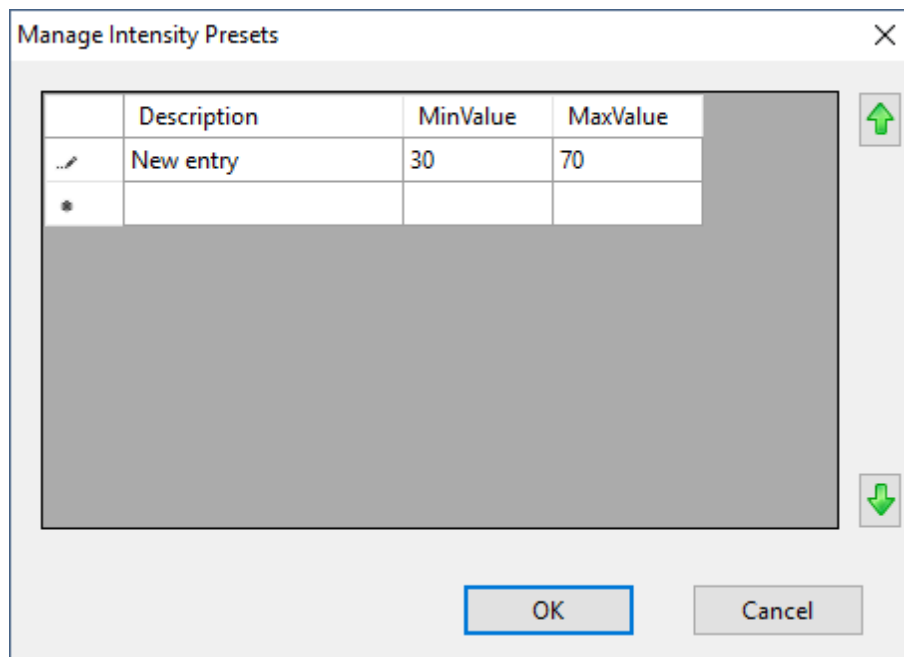 Manage Intensity Presets
Description MinValue MaxValue
New entry 30 70
OK Cancel